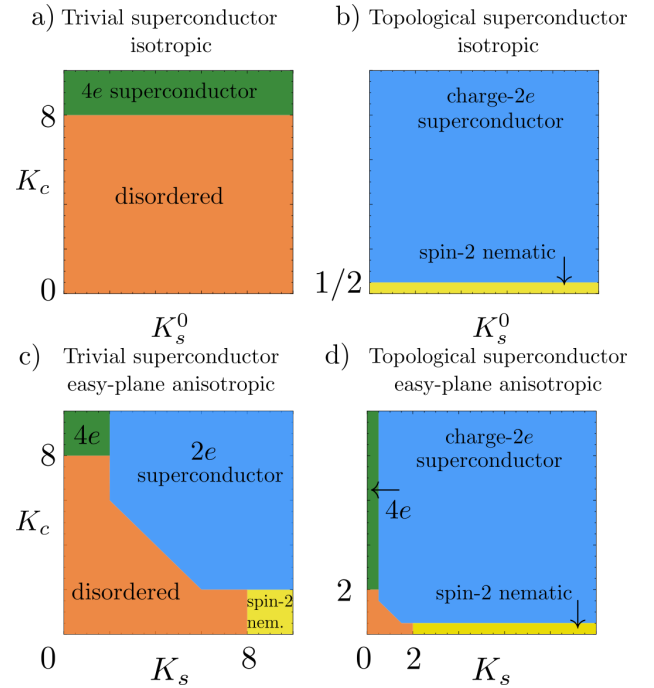 a) Trivial superconductor
isotropic
4e superconductor
8
K_c
disordered
0
K_s^0
b) Topological superconductor
isotropic
charge-2e
superconductor
spin-2 nematic
1/2
K_s^0
c) Trivial superconductor
easy-plane anisotropic
4e
8
2e
superconductor
K_c
disordered
spin-2
nem.
0
8
K_s
d) Topological superconductor
easy-plane anisotropic
charge-2e
superconductor
4e
2
spin-2 nematic
0
2
K_s